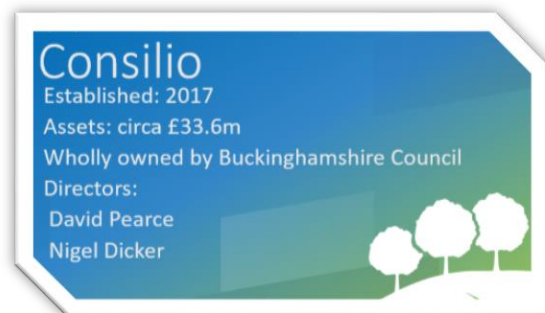 Consilio
Established: 2017
Assets: circa £33.6m
Wholly owned by Buckinghamshire Council
Directors:
David Pearce
Nigel Dicker